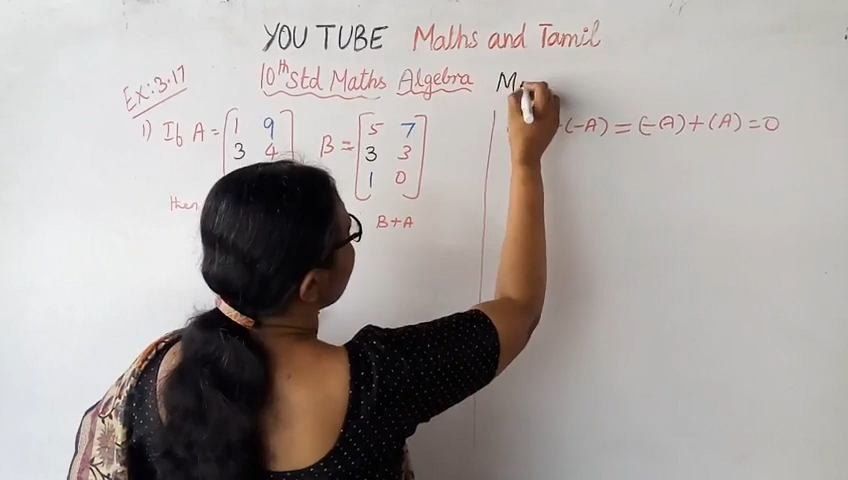 YOU TUBE Maths and Tamil
10th Std Maths Algebra
Ex: 3.17
1) If A = [1 9
3 4
B = [5 7
3 3
1 0]
then
B+A
(-A) = (-A) + (A) = 0